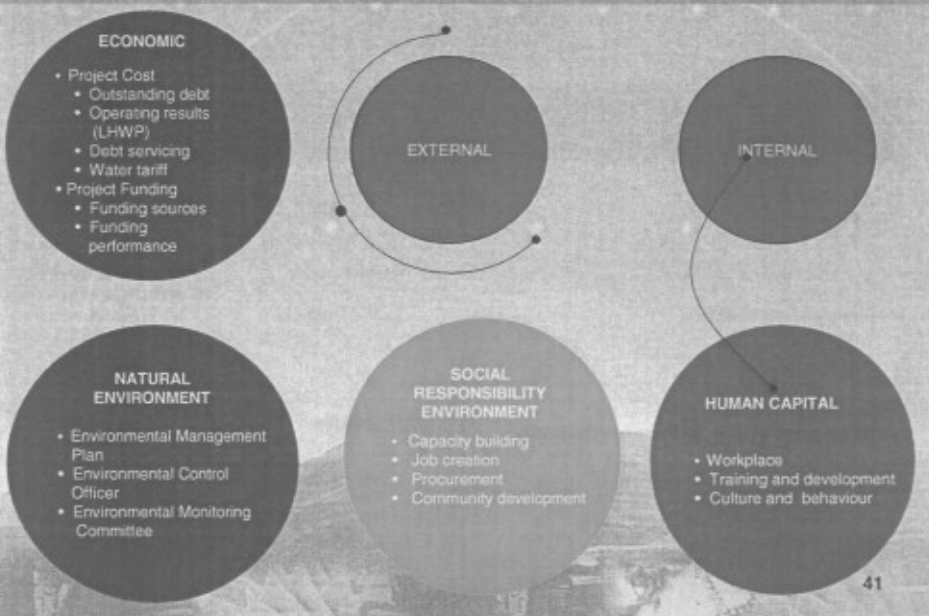 ECONOMIC
• Project Cost
• Outstanding debt
• Operating results
(LHWP)
• Debt servicing
• Water tariff
• Project Funding
• Funding sources
• Funding
performance
EXTERNAL
INTERNAL
NATURAL
ENVIRONMENT
• Environmental Management
Plan
• Environmental Control
Officer
• Environmental Monitoring
Committee
SOCIAL
RESPONSIBILITY
ENVIRONMENT
• Capacity building
• Job creation
• Procurement
• Community development
HUMAN CAPITAL
• Workplace
• Training and development
• Culture and behaviour
41